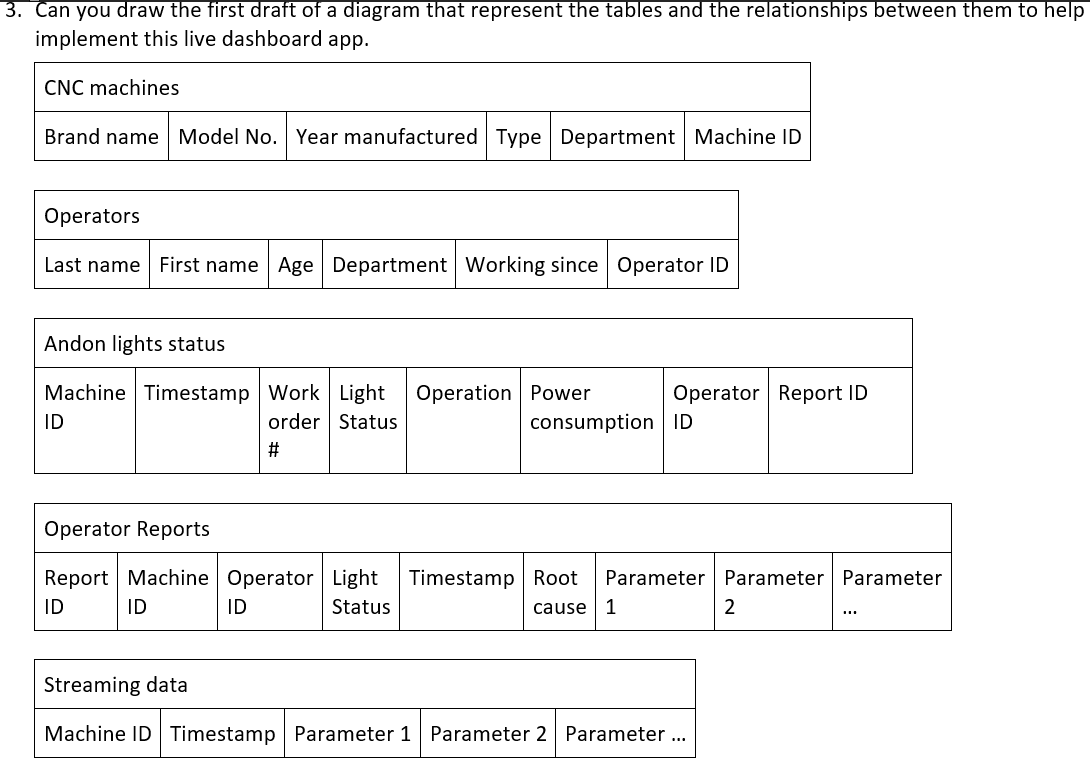 3. Can you draw the first draft of a diagram that represent the tables and the relationships between them to help
implement this live dashboard app.
CNC machines
Brand name Model No. Year manufactured Type Department Machine ID
Operators
Last name First name Age Department Working since Operator ID
Andon lights status
Machine Timestamp Work Light Operation Power Operator Report ID
ID order Status consumption ID
#
Operator Reports
Report Machine Operator Light Timestamp Root Parameter Parameter Parameter
ID ID ID Status cause 1 2 ...
Streaming data
Machine ID Timestamp Parameter 1 Parameter 2 Parameter ...